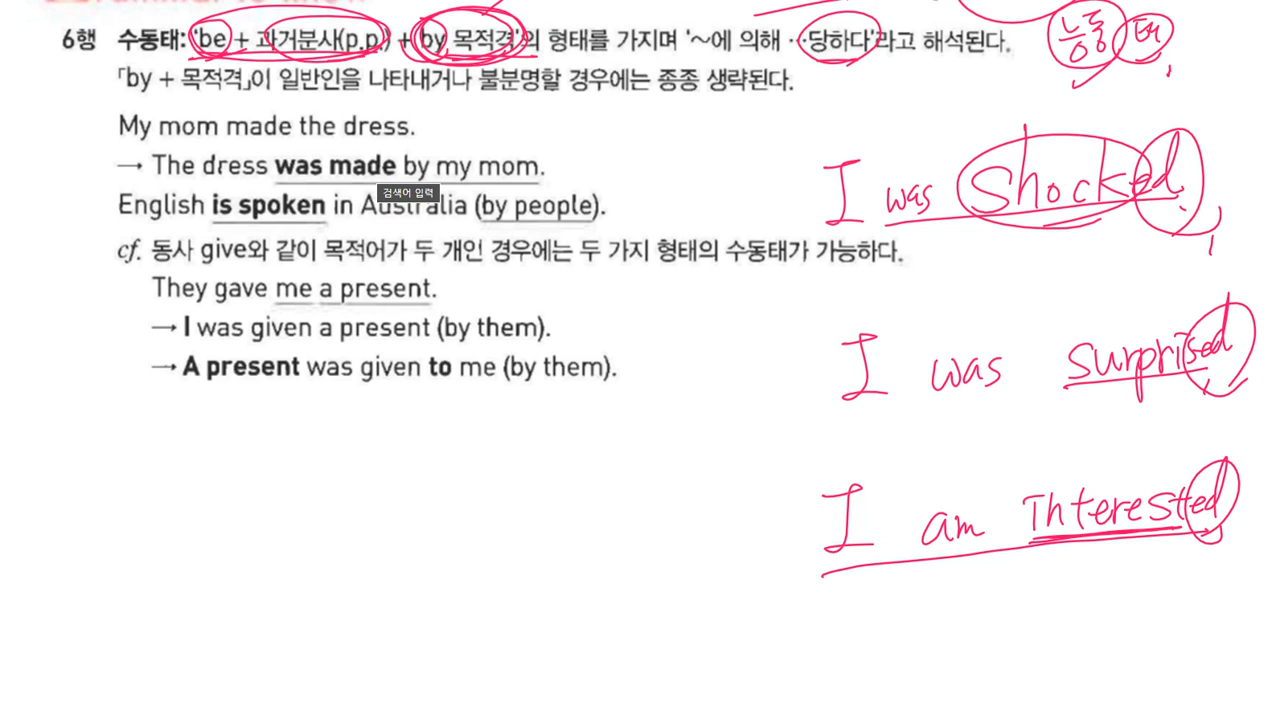 6행 수동태: 'be + 과거분사(p.p.) + by 목적격'의 형태를 가지며 '~에 의해 …당하다'라고 해석된다.
「by + 목적격」이 일반인을 나타내거나 불분명할 경우에는 종종 생략된다.
My mom made the dress.
→ The dress was made by my mom.
검색어 입력
English is spoken in Australia (by people).
cf. 동사 give와 같이 목적어가 두 개인 경우에는 두 가지 형태의 수동태가 가능하다.
They gave me a present.
→ I was given a present (by them).
→ A present was given to me (by them).
능동
I was Shocked
I was surprised
I am Interested